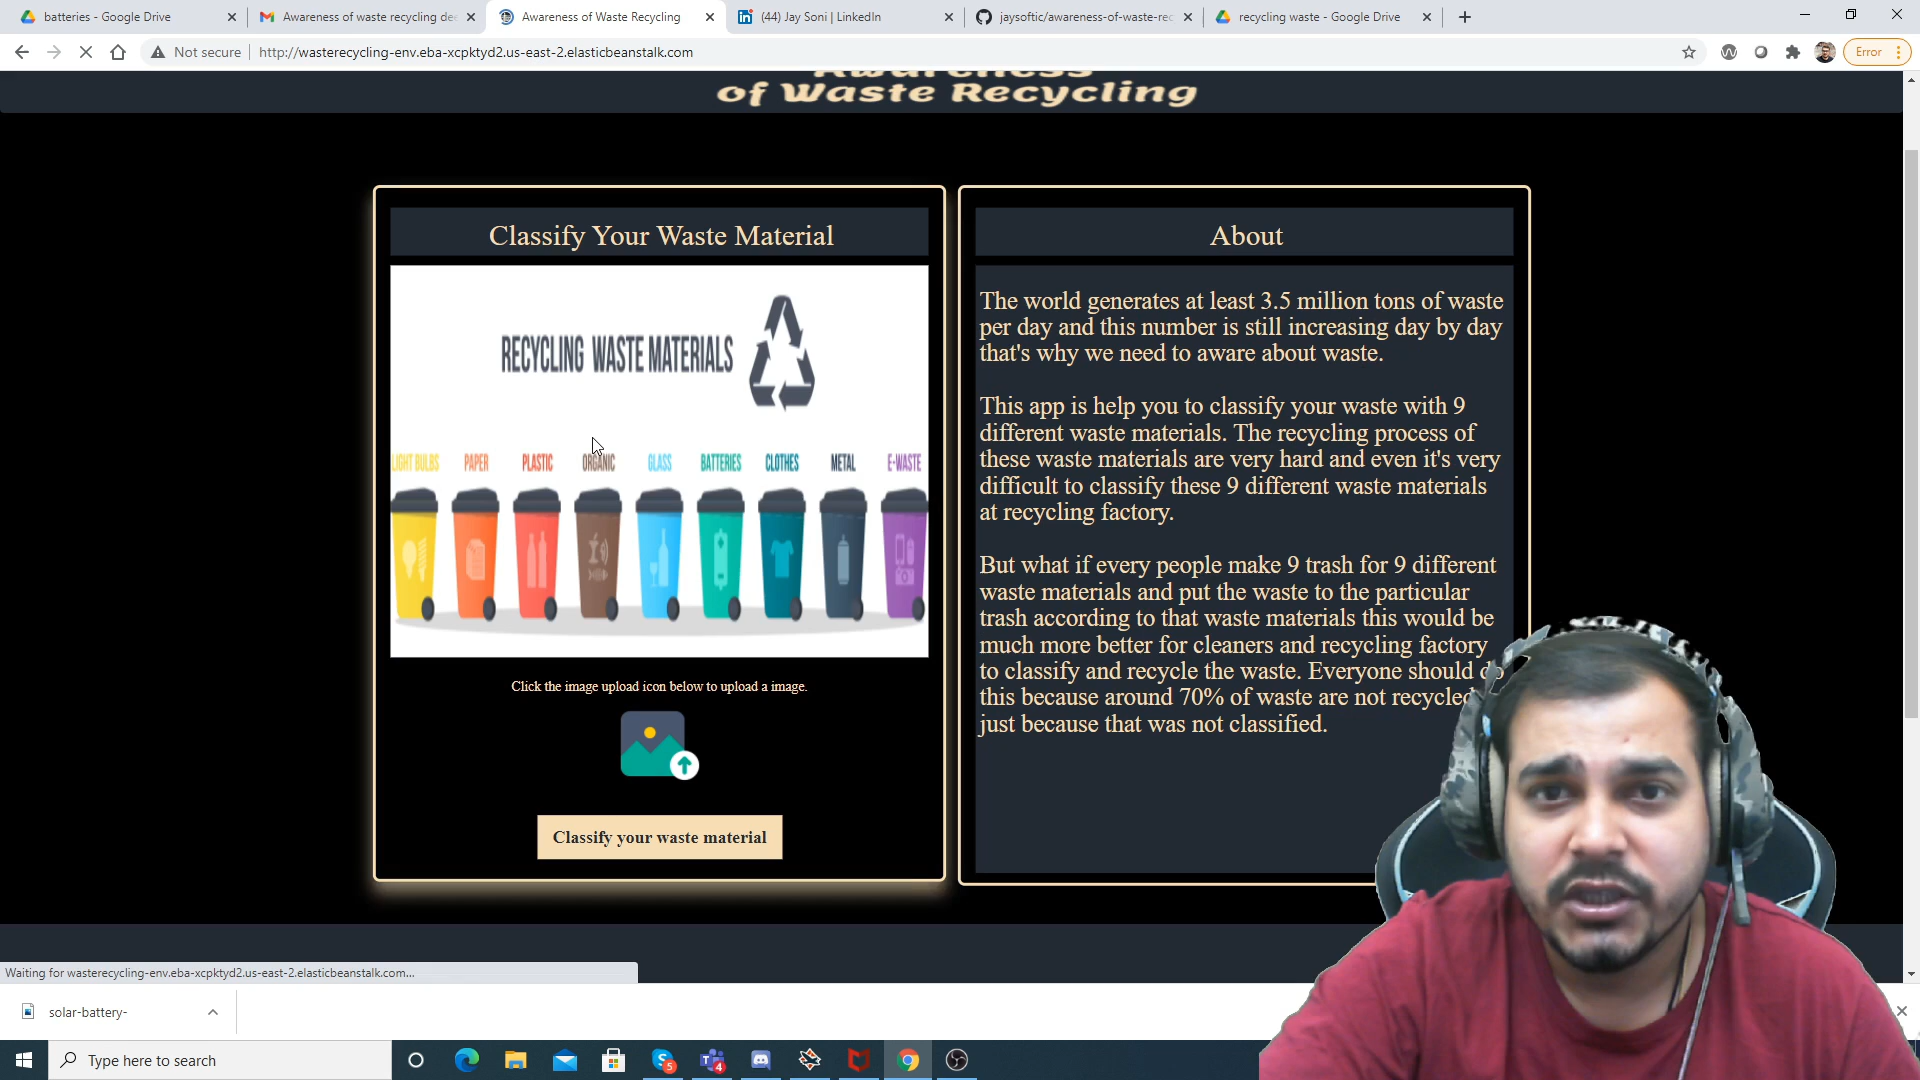 batteries - Google Drive
Awareness of waste recycling dee
Awareness of Waste Recycling
(44) Jay Soni | LinkedIn
jaysoftic/awareness-of-waste-rec
recycling waste - Google Drive
Not secure
http://wasterecycling-env.eba-xcpktyd2.us-east-2.elasticbeanstalk.com
Error
Awareness
of Waste Recycling
Classify Your Waste Material
RECYCLING WASTE MATERIALS
LIGHT BULBS PAPER PLASTIC ORGANIC GLASS BATTERIES CLOTHES METAL E-WASTE
Click the image upload icon below to upload a image.
Classify your waste material
About
The world generates at least 3.5 million tons of waste
per day and this number is still increasing day by day
that's why we need to aware about waste.
This app is help you to classify your waste with 9
different waste materials. The recycling process of
these waste materials are very hard and even it's very
difficult to classify these 9 different waste materials
at recycling factory.
But what if every people make 9 trash for 9 different
waste materials and put the waste to the particular
trash according to that waste materials this would be
much more better for cleaners and recycling factory
to classify and recycle the waste. Everyone should do
this because around 70% of waste are not recycled
just because that was not classified.
Waiting for wasterecycling-env.eba-xcpktyd2.us-east-2.elasticbeanstalk.com...
solar-battery-
Type here to search
5
4